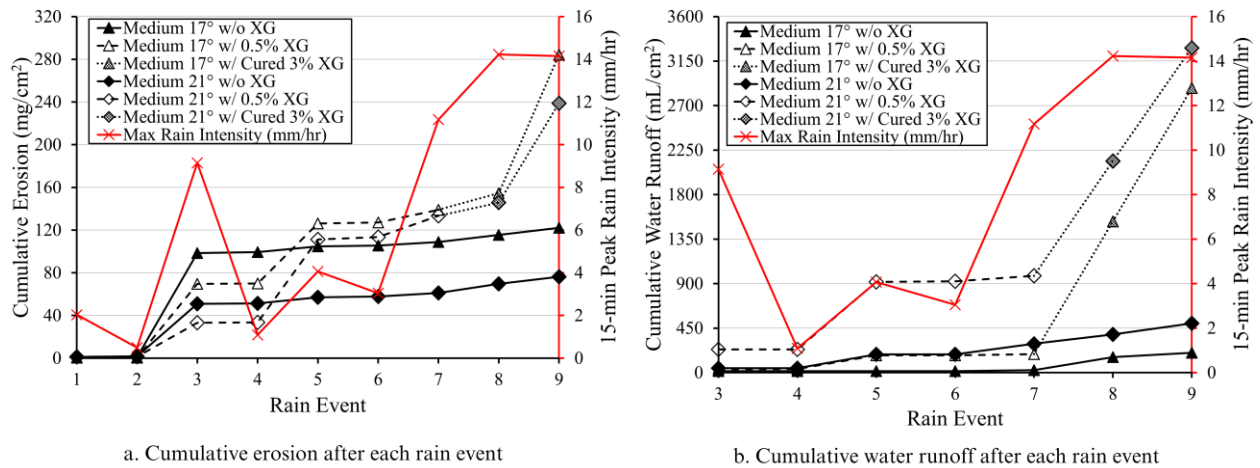 320
280
240
200
160
120
80
40
0
Cumulative Erosion (mg/cm²)
Medium 17° w/o XG
Medium 17° w/ 0.5% XG
Medium 17° w/ Cured 3% XG
Medium 21° w/o XG
Medium 21° w/ 0.5% XG
Medium 21° w/ Cured 3% XG
Max Rain Intensity (mm/hr)
16
14
12
10
8
6
4
2
0
15-min Peak Rain Intensity (mm/hr)
1 2 3 4 5 6 7 8 9
Rain Event
a. Cumulative erosion after each rain event
3600
3150
2700
2250
1800
1350
900
450
0
Cumulative Water Runoff (mL/cm²)
Medium 17° w/o XG
Medium 17° w/ 0.5% XG
Medium 17° w/ Cured 3% XG
Medium 21° w/o XG
Medium 21° w/ 0.5% XG
Medium 21° w/ Cured 3% XG
Max Rain Intensity (mm/hr)
16
14
12
10
8
6
4
2
0
15-min Peak Rain Intensity (mm/hr)
3 4 5 6 7 8 9
Rain Event
b. Cumulative water runoff after each rain event